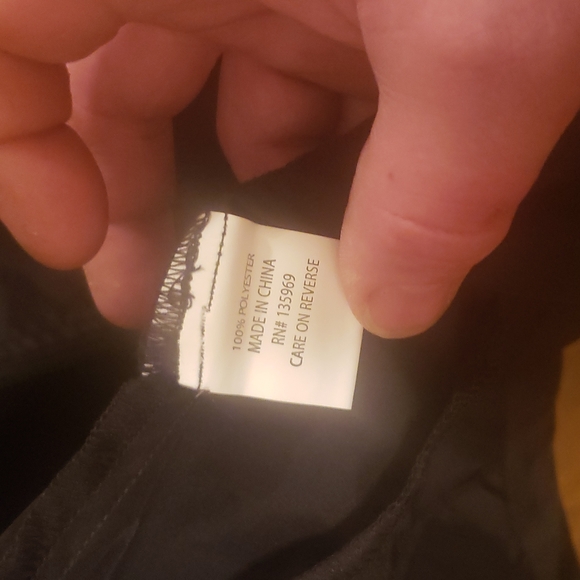 100% POLYESTER
MADE IN CHINA
RN# 135969
CARE ON REVERSE